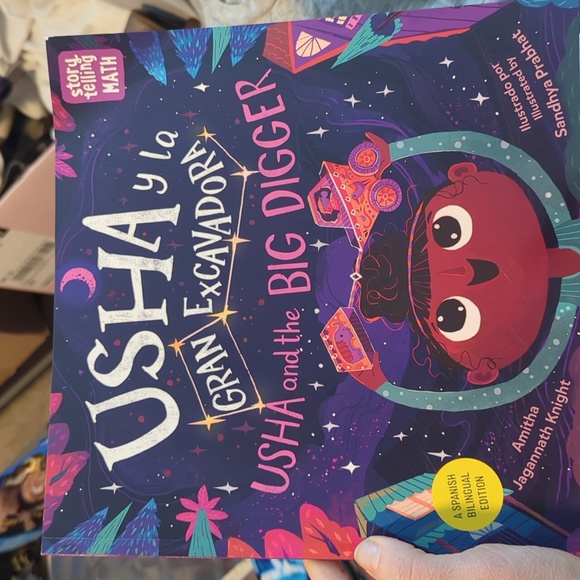 story
telling
MATH
USHA y la
GRAN EXCAVADORA
USHA and the BIG DIGGER
Ilustrado por
Illustrated by
Sandhya Prabhat
Amitha
Jagannath Knight
A SPANISH
BILINGUAL
EDITION